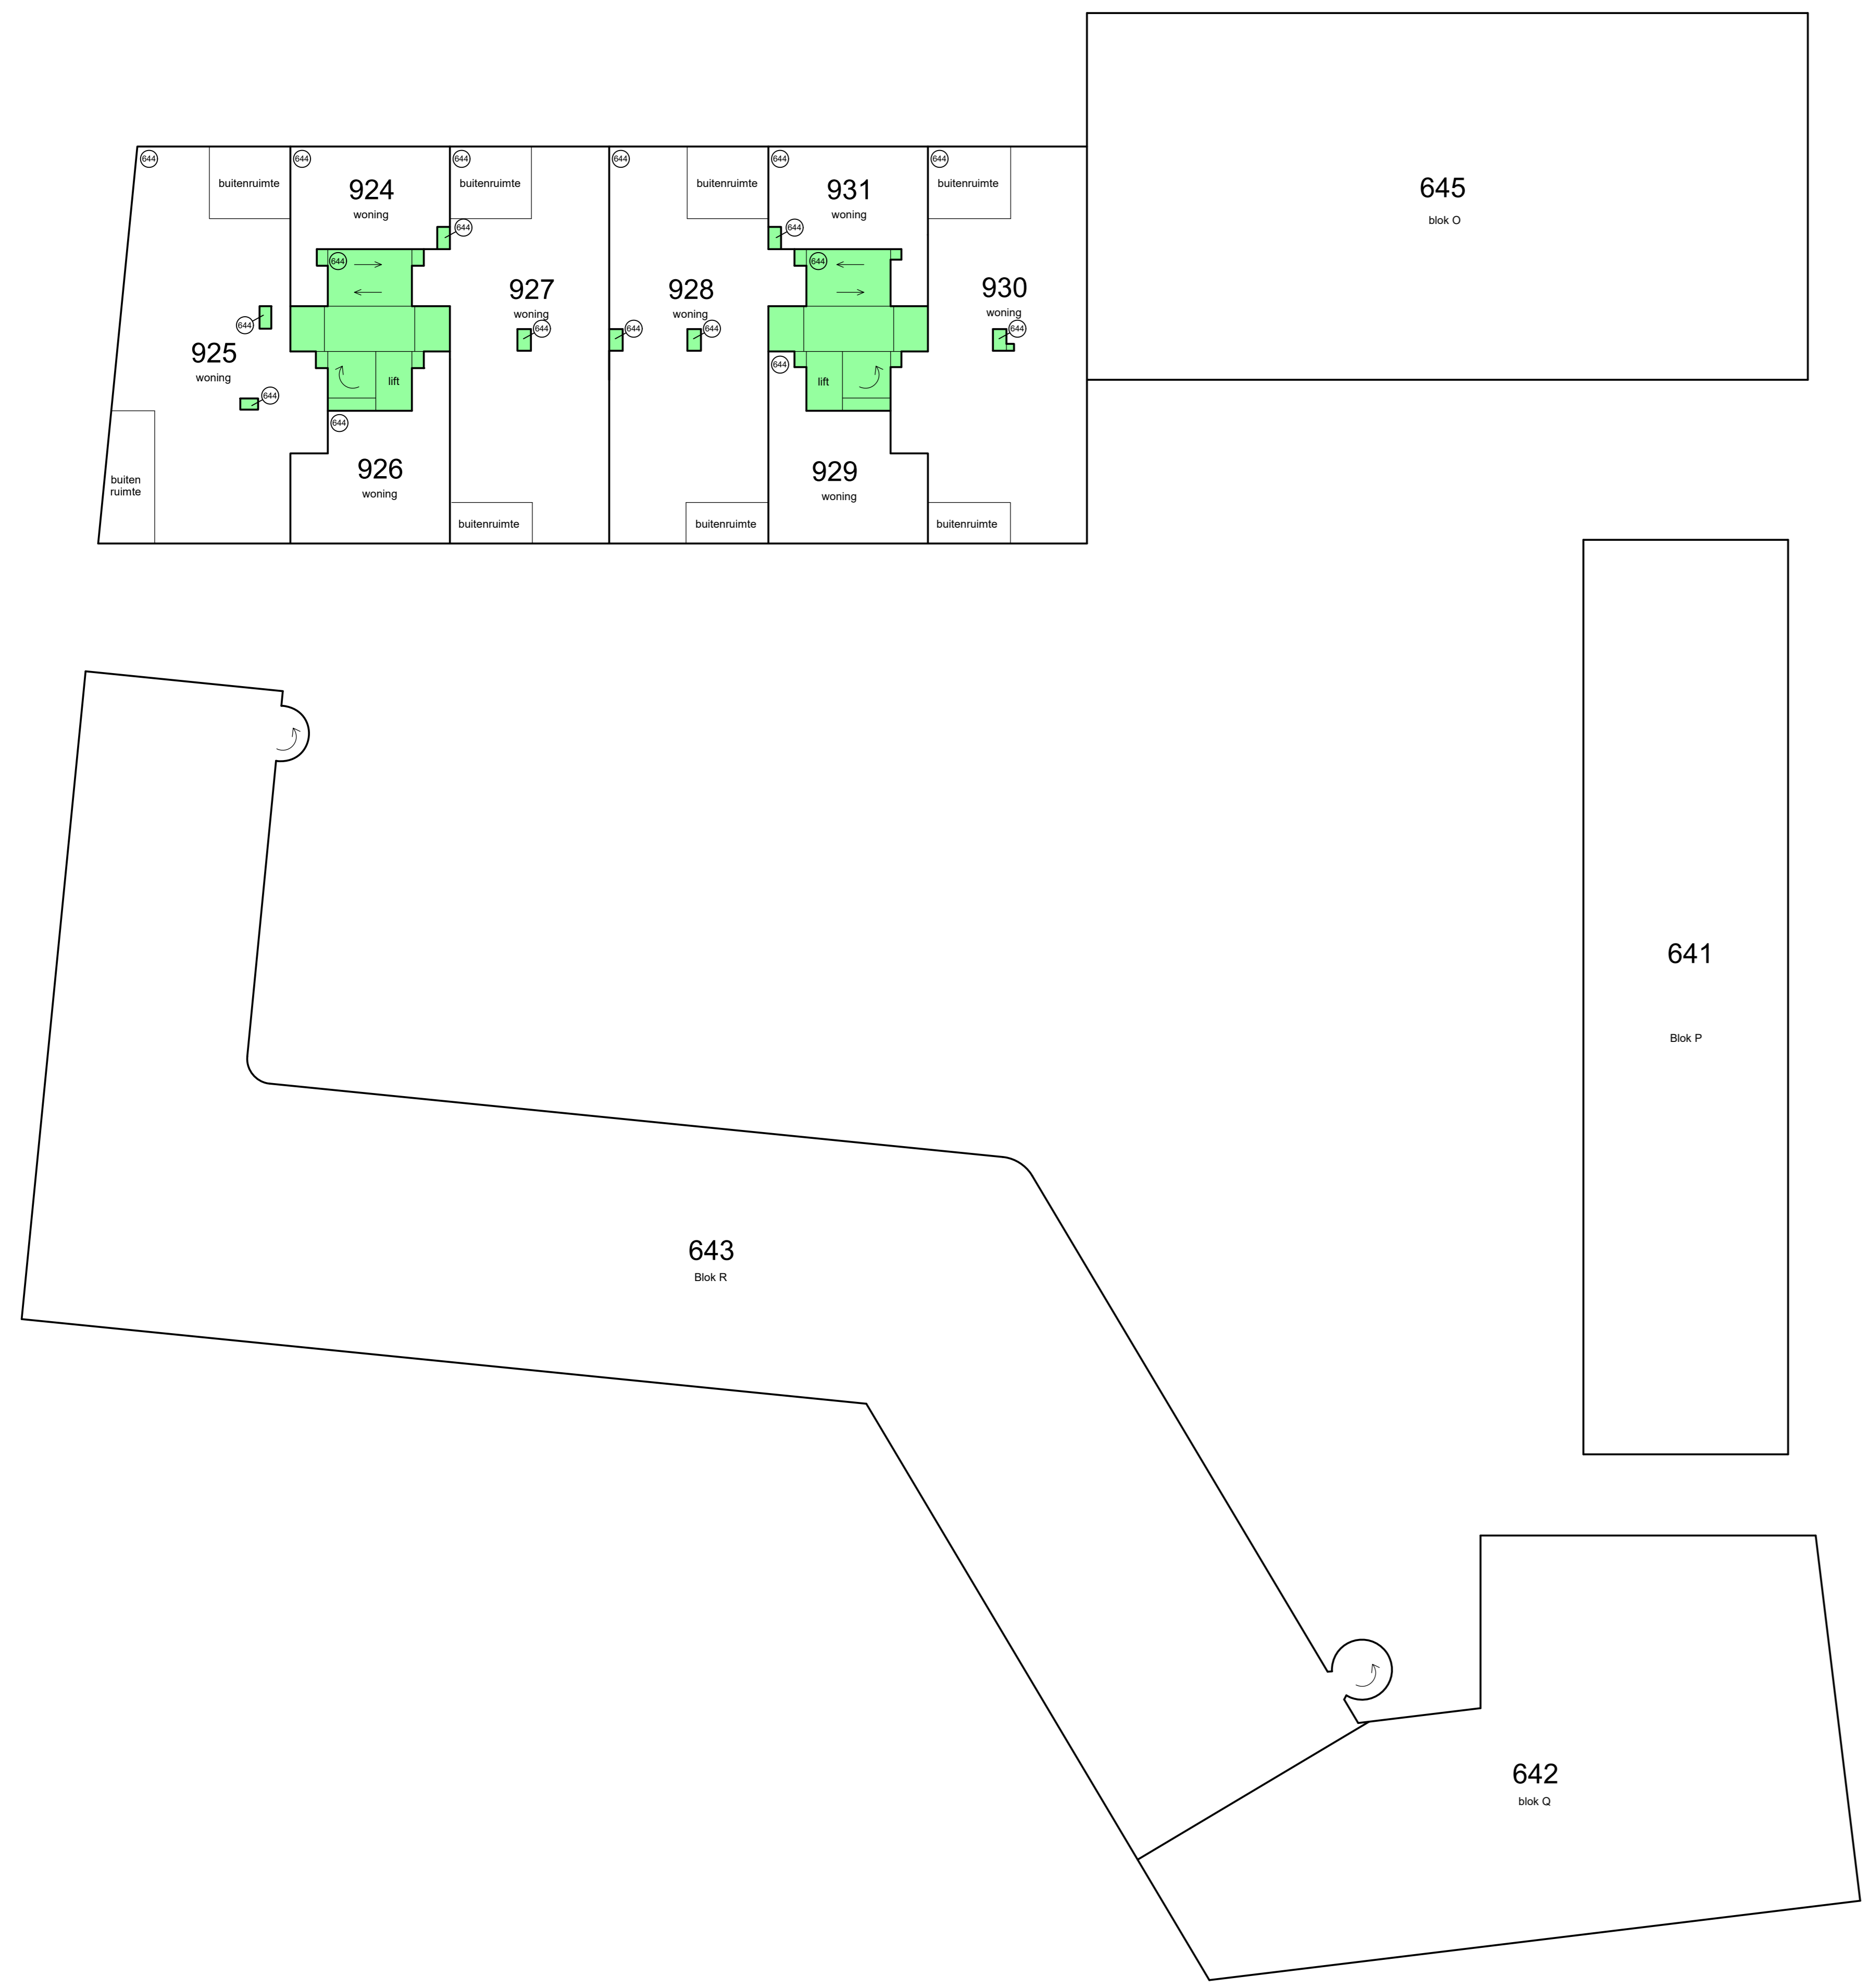 645
blok O
644
644
644
644
644
644
buitenruimte
924
woning
buitenruimte
buitenruimte
931
woning
buitenruimte
644
644
644
644
927
woning
928
woning
930
woning
644
644
644
644
644
925
woning
644
lift
644
lift
644
644
926
woning
929
woning
buiten
ruimte
buitenruimte
buitenruimte
buitenruimte
641
Blok P
643
Blok R
642
blok Q